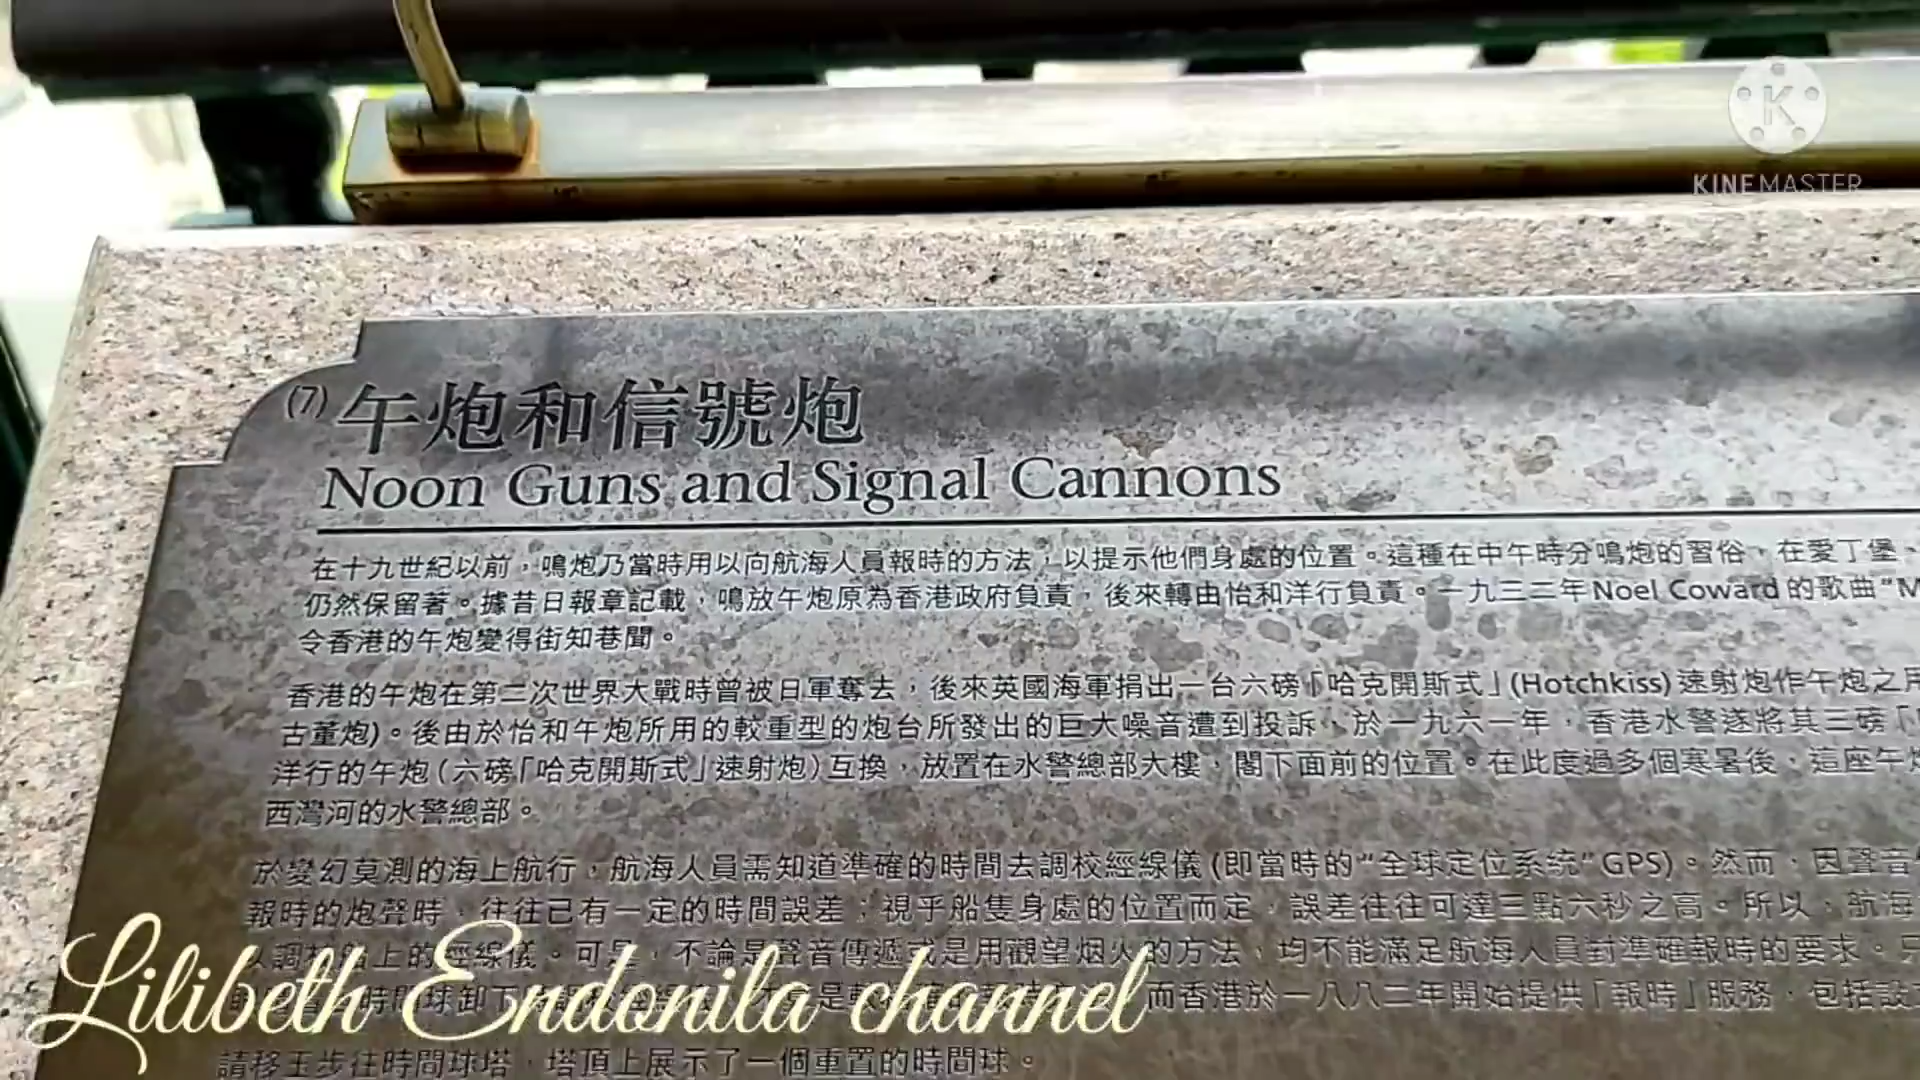 KINEMASTER
(7) 午炮和信號炮
Noon Guns and Signal Cannons
在十九世紀以前，鳴炮乃當時用以向航海人員報時的方法，以提示他們身處的位置。這種在中午時分鳴炮的習俗，在愛丁堡、
仍然保留著。據昔日報章記載，鳴放午炮原為香港政府負責，後來轉由怡和洋行負責。一九三二年Noel Coward的歌曲“M
令香港的午炮變得街知巷聞。
香港的午炮在第二次世界大戰時曾被日軍奪去，後來英國海軍捐出一台六磅「哈克開斯式」(Hotchkiss)速射炮作午炮之用
古董炮)。後由於怡和午炮所用的較重型的炮台所發出的巨大噪音遭到投訴，於一九六一年，香港水警遂將其三磅「
洋行的午炮(六磅「哈克開斯式」速射炮)互換，放置在水警總部大樓，閣下面前的位置。在此度過多個寒暑後，這座午炮
西灣河的水警總部。
於變幻莫測的海上航行，航海人員需知道準確的時間去調校經線儀(即當時的“全球定位系統”GPS)。然而，因聲音
報時的炮聲時，往往已有一定的時間誤差；視乎船隻身處的位置而定，誤差往往可達三點六秒之高。所以，航海
以調校船上的經線儀。可是，不論是聲音傳遞或是用觀望烟火的方法，均不能滿足航海人員對準確報時的要求。只
時間球卸下 是 而香港於一八八二年開始提供「報時」服務，包括設
請移玉步往時間球塔，塔頂上展示了一個重置的時間球。
Lilibeth Endonila channel